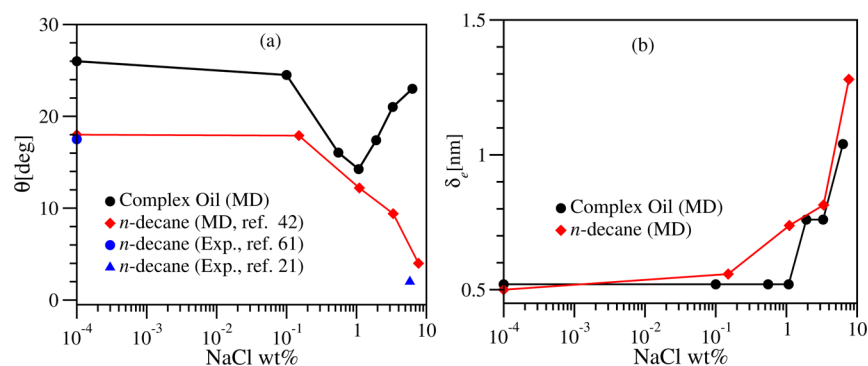 (a)
30
20
10
0
θ[deg]
Complex Oil (MD)
n-decane (MD, ref. 42)
n-decane (Exp., ref. 61)
n-decane (Exp., ref. 21)
10⁻⁴ 10⁻³ 10⁻² 10⁻¹ 1 10
NaCl wt%
(b)
1.5
1
0.5
δₑ[nm]
Complex Oil (MD)
n-decane (MD)
10⁻⁴ 10⁻³ 10⁻² 10⁻¹ 1 10
NaCl wt%